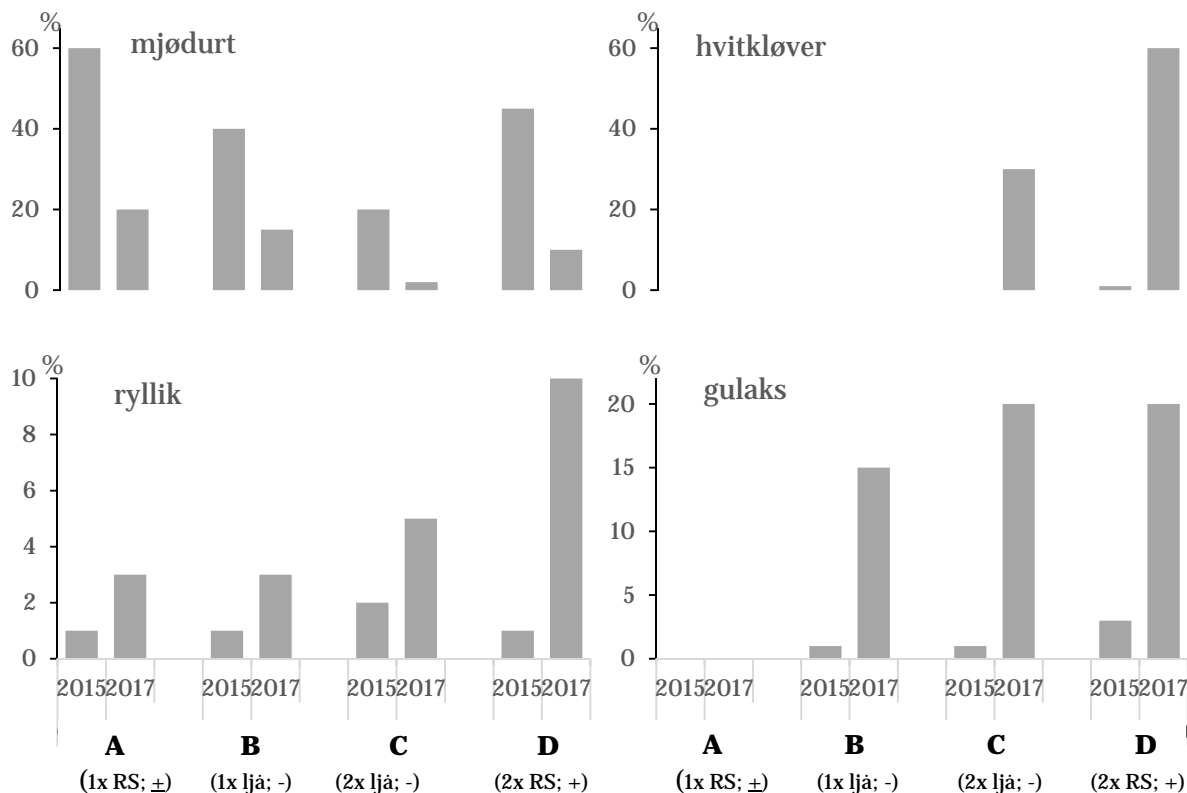 %
mjødurt
60
40
20
0
%
hvitkløver
60
40
20
0
%
ryllik
10
8
6
4
2
0
%
gulaks
20
15
10
5
0
2015 2017 2015 2017 2015 2017 2015 2017
A B C D
(1x RS; ±) (1x ljå; -) (2x ljå; -) (2x RS; +)
2015 2017 2015 2017 2015 2017 2015 2017
A B C D
(1x RS; ±) (1x ljå; -) (2x ljå; -) (2x RS; +)